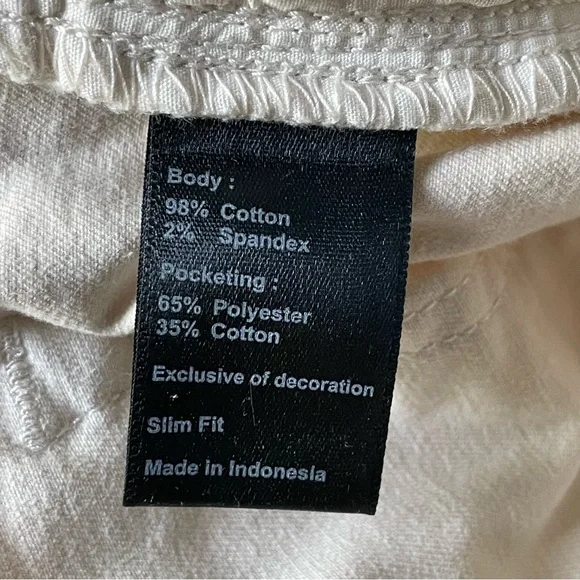 Body :
98% Cotton
2% Spandex
Pocketing :
65% Polyester
35% Cotton
Exclusive of decoration
Slim Fit
Made in Indonesia